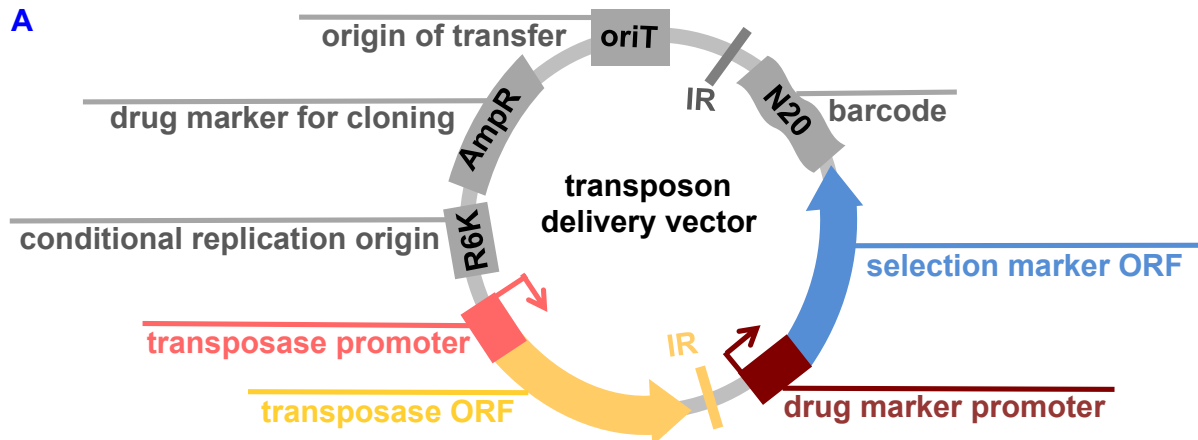 A
origin of transfer
oriT
IR
N20
barcode
drug marker for cloning
AmpR
transposon
delivery vector
conditional replication origin
R6K
selection marker ORF
transposase promoter
IR
transposase ORF
drug marker promoter